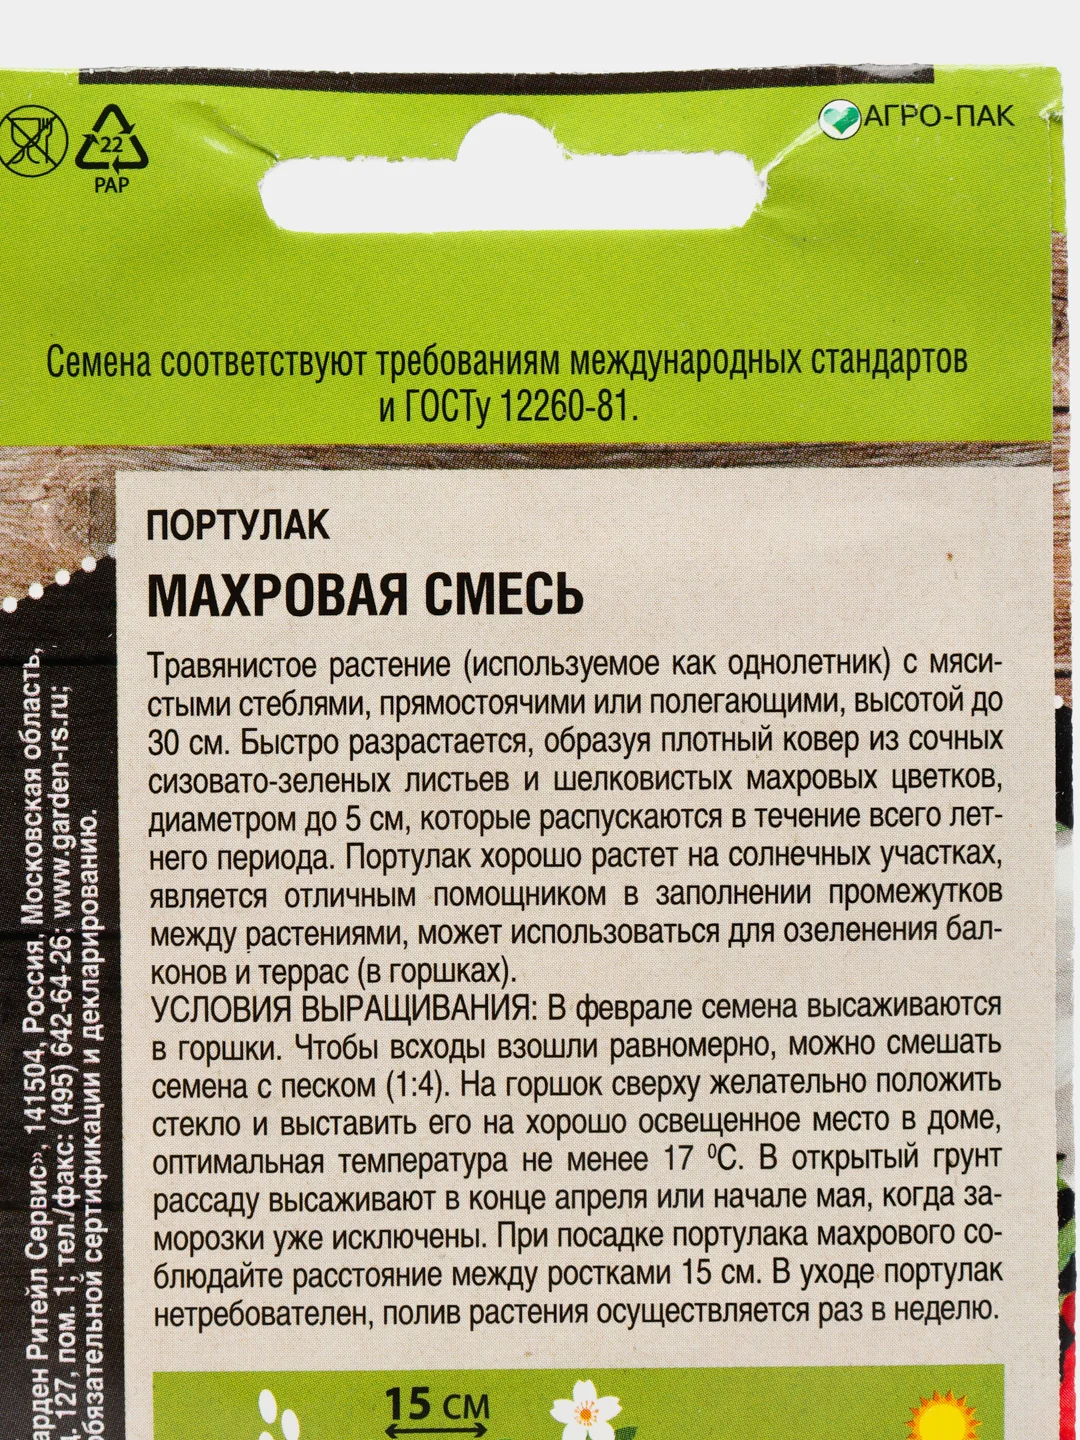 22
PAP
АГРО-ПАК
Семена соответствуют требованиям международных стандартов
и ГОСТу 12260-81.
ПОРТУЛАК
МАХРОВАЯ СМЕСЬ
Травянистое растение (используемое как однолетник) с мяси-
стыми стеблями, прямостоячими или полегающими, высотой до
30 см. Быстро разрастается, образуя плотный ковер из сочных
сизовато-зеленых листьев и шелковистых махровых цветков,
диаметром до 5 см, которые распускаются в течение всего лет-
него периода. Портулак хорошо растет на солнечных участках,
является отличным помощником в заполнении промежутков
между растениями, может использоваться для озеленения бал-
конов и террас (в горшках).
УСЛОВИЯ ВЫРАЩИВАНИЯ: В феврале семена высаживаются
в горшки. Чтобы всходы взошли равномерно, можно смешать
семена с песком (1:4). На горшок сверху желательно положить
стекло и выставить его на хорошо освещенное место в доме,
оптимальная температура не менее 17 ⁰С. В открытый грунт
рассаду высаживают в конце апреля или начале мая, когда за-
морозки уже исключены. При посадке портулака махрового со-
блюдайте расстояние между ростками 15 см. В уходе портулак
нетребователен, полив растения осуществляется раз в неделю.
15 СМ
арден Ритейл Сервис», 141504, Россия, Московская область,
127, пом. 1; тел./факс: (495) 642-64-26; www.garden-rs.ru;
обязательной сертификации и декларированию.